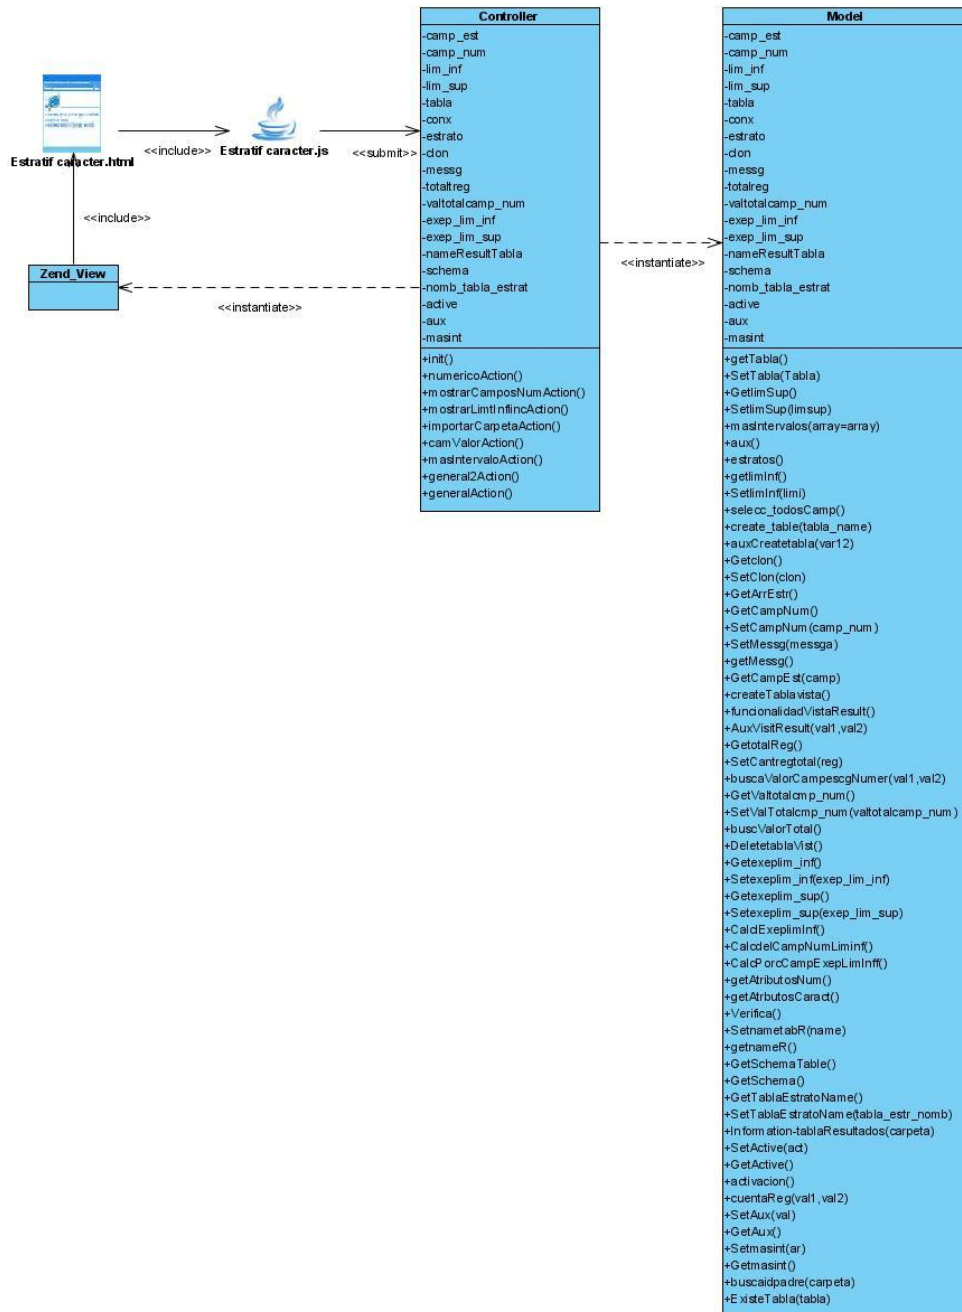 Controller
-camp_est
-camp_num
-lim_inf
-lim_sup
-tabla
-conx
-estrato
-clon
-messg
-totaltreg
-valtotalcamp_num
-exep_lim_inf
-exep_lim_sup
-nameResultTabla
-schema
-nomb_tabla_estrat
-active
-aux
-masint
+init()
+numericoAction()
+mostrarCamposNumAction()
+mostrarLimtInfincAction()
+importarCarpetaAction()
+camValorAction()
+masIntervaloAction()
+general2Action()
+generalAction()
Estratif caracter.html
<<include>>
Estratif caracter.js
<<submit>>
<<include>>
Zend_View
<<instantiate>>
<<instantiate>>
Model
-camp_est
-camp_num
-lim_inf
-lim_sup
-tabla
-conx
-estrato
-clon
-messg
-totalreg
-valtotalcamp_num
-exep_lim_inf
-exep_lim_sup
-nameResultTabla
-schema
-nomb_tabla_estrat
-active
-aux
-masint
+getTabla()
+SetTabla(Tabla)
+GetlimSup()
+SetlimSup(limsup)
+masIntervalos(array=array)
+aux()
+estratos()
+getlimInf()
+SetlimInf(limi)
+selecc_todosCamp()
+create_table(tabla_name)
+auxCreatetabla(var12)
+Getclon()
+SetClon(clon)
+GetArrEstr()
+GetCampNum()
+SetCampNum(camp_num)
+SetMessg(messga)
+getMessg()
+GetCampEst(camp)
+createTablavista()
+funcionalidadVistaResult()
+AuxVisitResult(val1,val2)
+GetotalReg()
+SetCantregtotal(reg)
+buscaValorCampescgNumer(val1,val2)
+GetValtotalcmp_num()
+SetValTotalcmp_num(valtotalcamp_num)
+buscValorTotal()
+DeletetablaVist()
+Getexeplim_inf()
+Setexeplim_inf(exep_lim_inf)
+Getexeplim_sup()
+Setexeplim_sup(exep_lim_sup)
+CalclExeplimInf()
+CalcdelCampNumLiminf()
+CalcPorcCampExepLimInff()
+getAtributosNum()
+getAtrbutosCaract()
+Verifica()
+SetnametabR(name)
+getnameR()
+GetSchemaTable()
+GetSchema()
+GetTablaEstratoName()
+SetTablaEstratoName(tabla_estr_nomb)
+Information-tablaResultados(carpeta)
+SetActive(act)
+GetActive()
+activacion()
+cuentaReg(val1,val2)
+SetAux(val)
+GetAux()
+Setmasint(ar)
+Getmasint()
+buscaidpadre(carpeta)
+ExisteTabla(tabla)